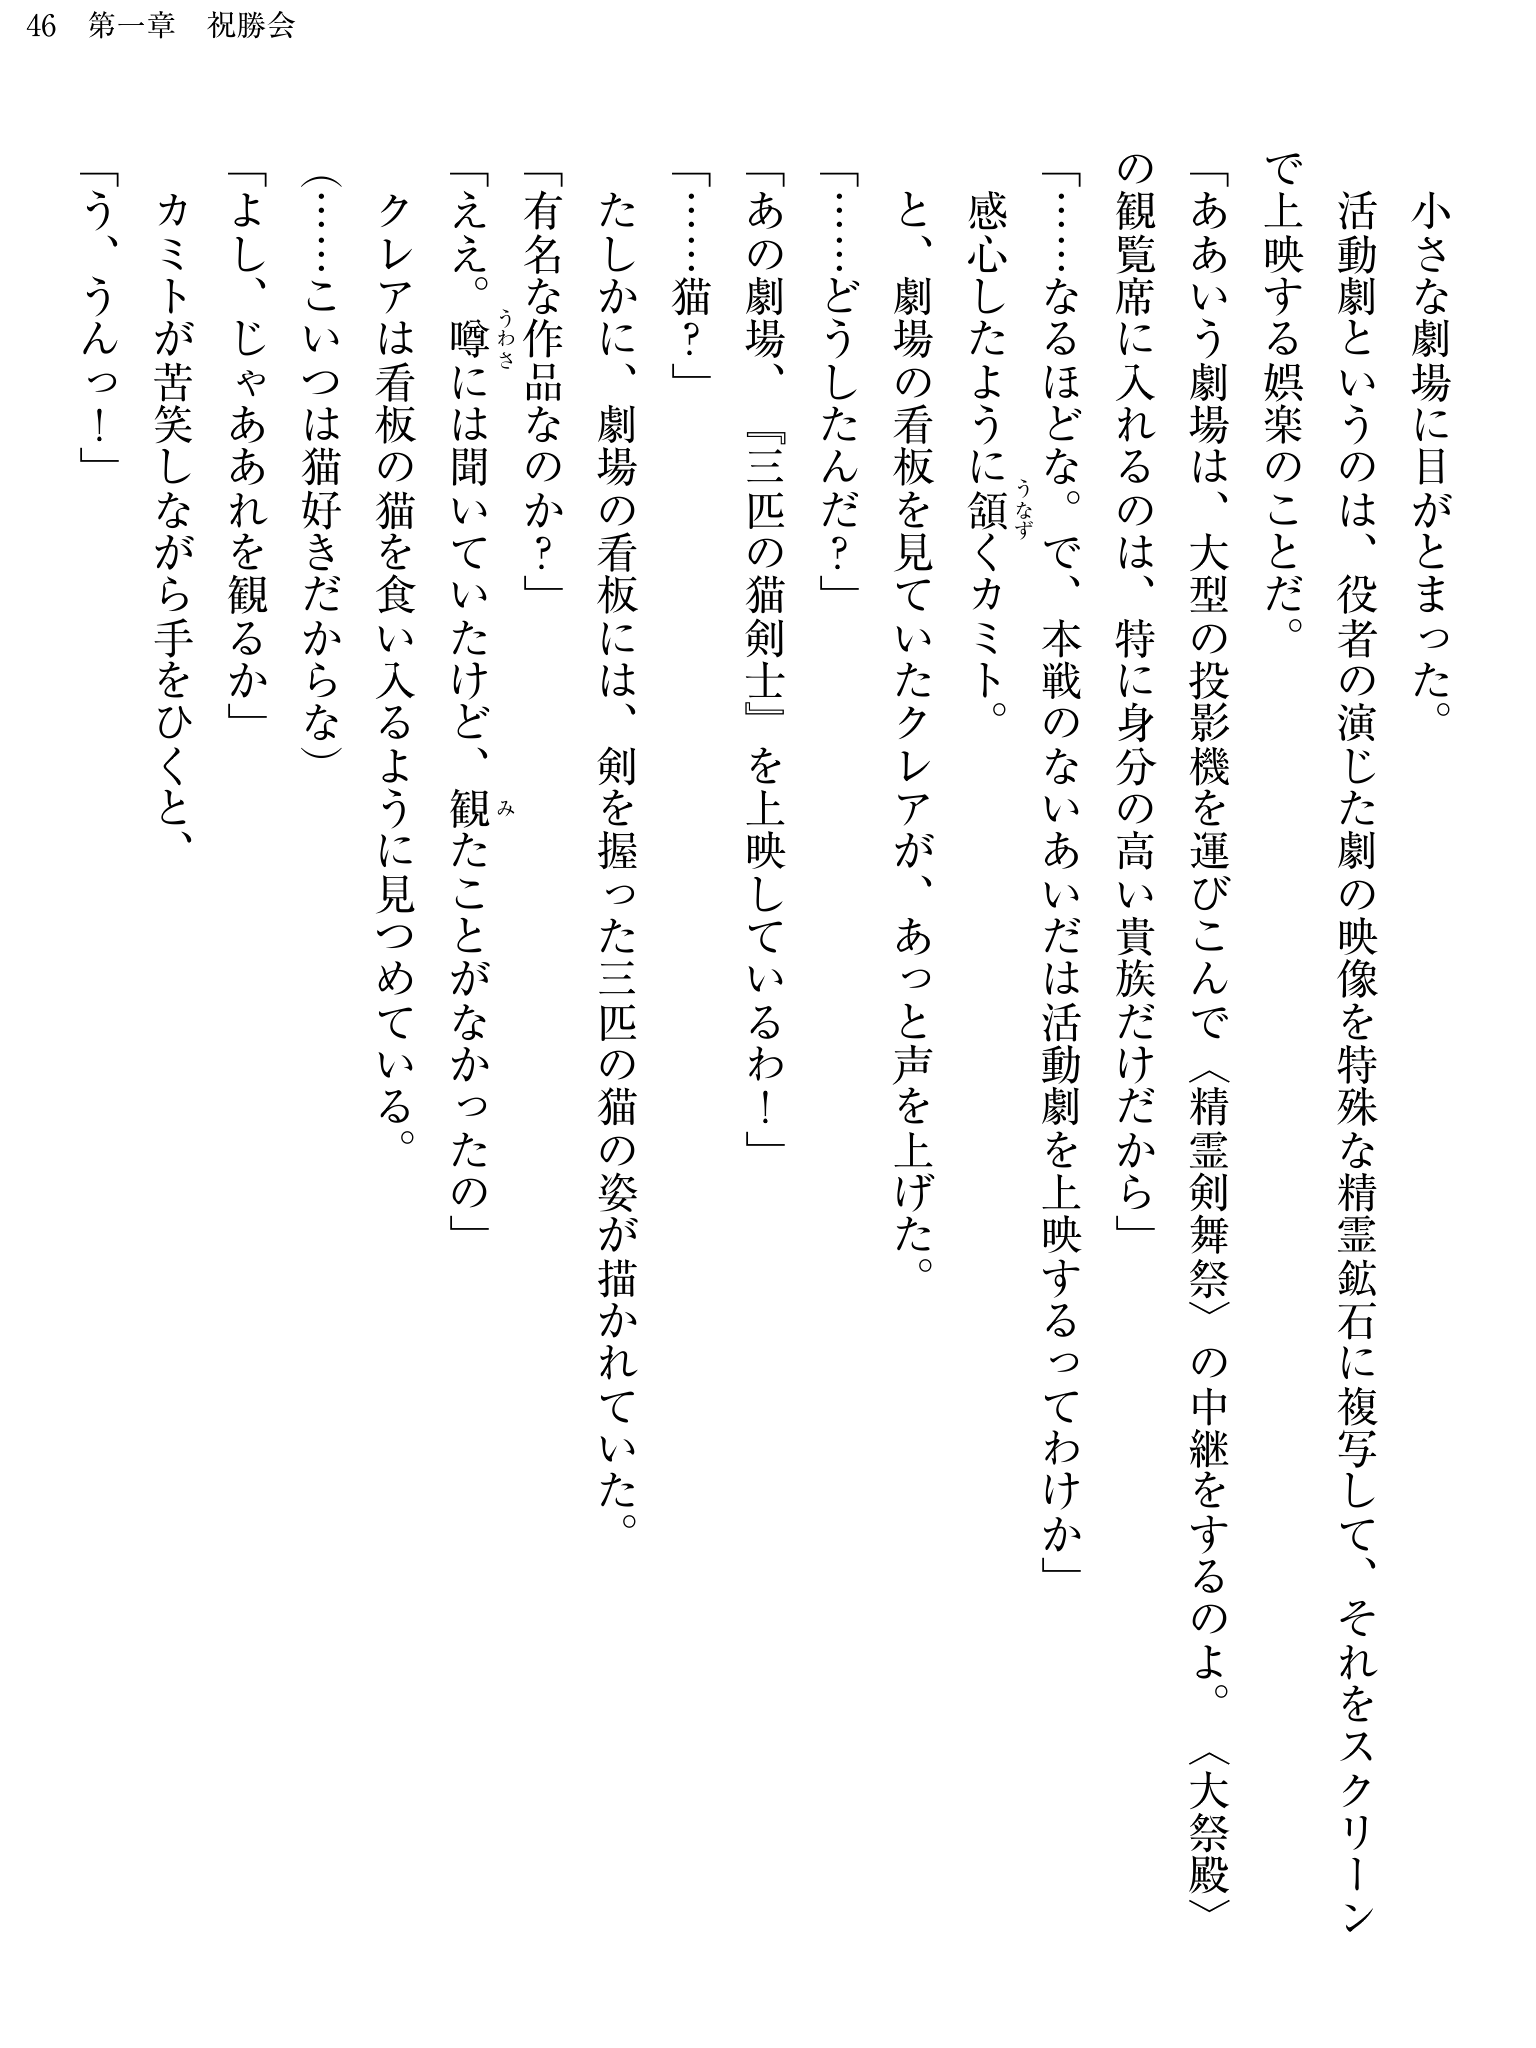 46　第一章　祝勝会
　小さな劇場に目がとまった。
　活動劇というのは、役者の演じた劇の映像を特殊な精霊鉱石に複写して、それをスクリーン
で上映する娯楽のことだ。
「ああいう劇場は、大型の投影機を運びこんで〈精霊剣舞祭〉の中継をするのよ。〈大祭殿〉
の観覧席に入れるのは、特に身分の高い貴族だけだから」
「……なるほどな。で、本戦のないあいだは活動劇を上映するってわけか」
　感心したように頷くカミト。
　と、劇場の看板を見ていたクレアが、あっと声を上げた。
「……どうしたんだ？」
「あの劇場、『三匹の猫剣士』を上映しているわ！」
「……猫？」
　たしかに、劇場の看板には、剣を握った三匹の猫の姿が描かれていた。
「有名な作品なのか？」
「ええ。噂には聞いていたけど、観たことがなかったの」
　クレアは看板の猫を食い入るように見つめている。
（……こいつは猫好きだからな）
「よし、じゃああれを観るか」
　カミトが苦笑しながら手をひくと、
「う、うんっ！」